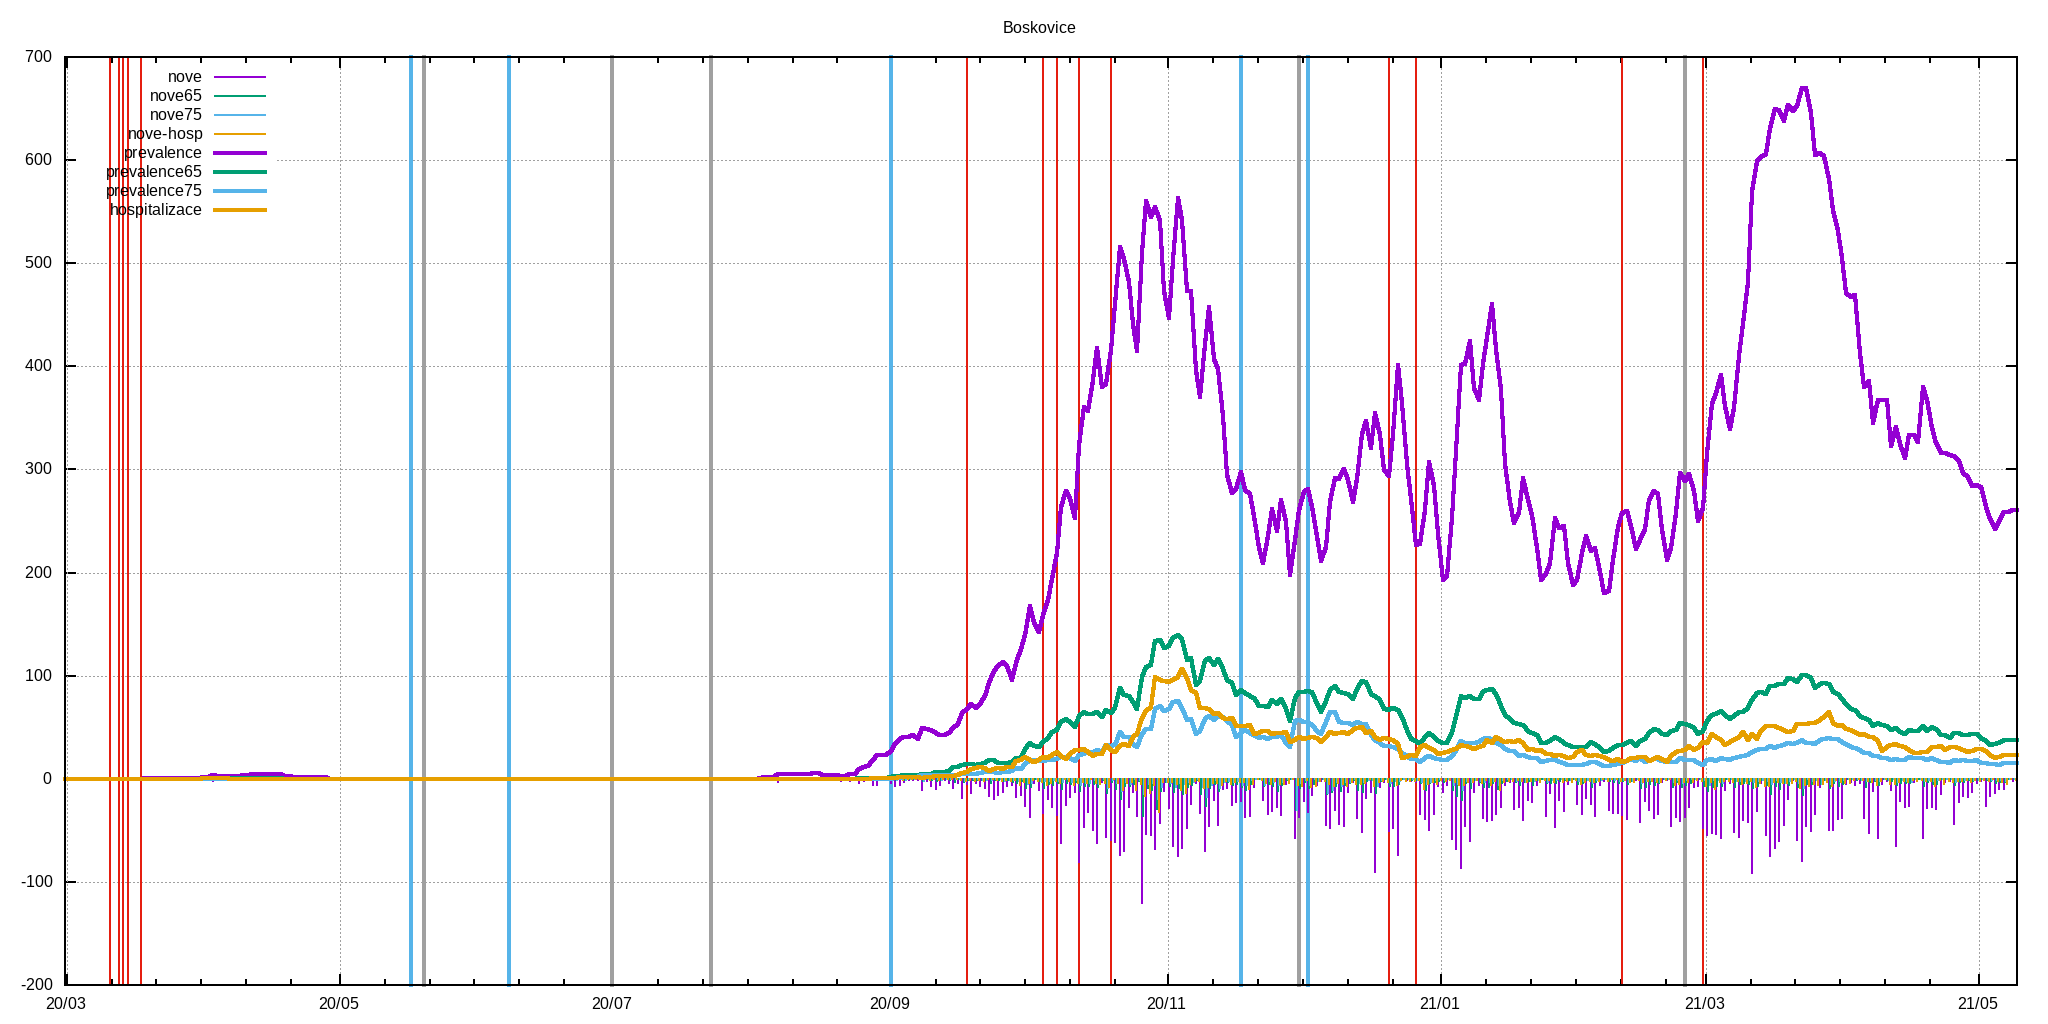 Boskovice
700
600
500
400
300
200
100
0
-100
-200
nove
nove65
nove75
nove-hosp
prevalence
prevalence65
prevalence75
hospitalizace
20/03 20/05 20/07 20/09 20/11 21/01 21/03 21/05